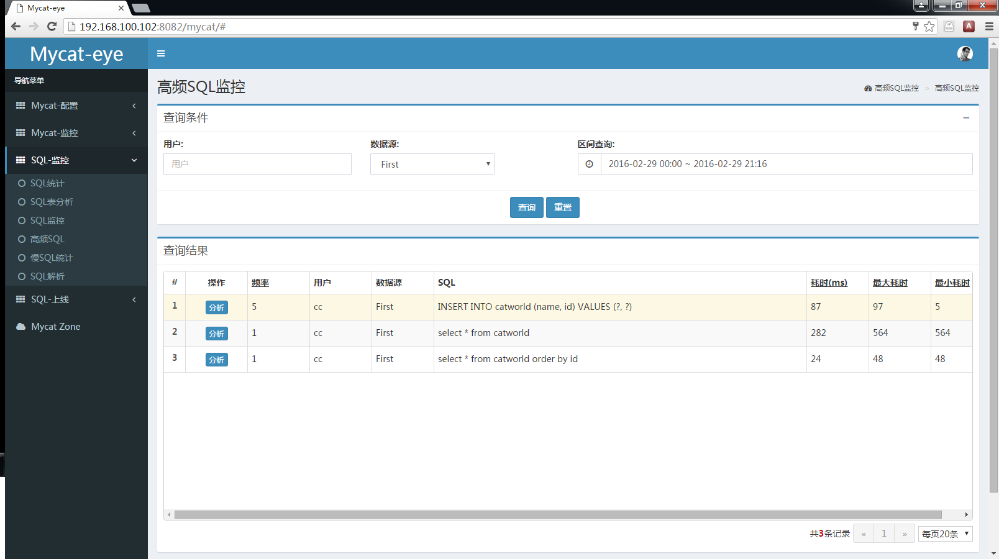 Mycat-eye
192.168.100.102:8082/mycat/#
Mycat-eye
导航菜单
Mycat-配置
Mycat-监控
SQL-监控
SQL统计
SQL表分析
SQL监控
高频SQL
慢SQL统计
SQL解析
SQL-上线
Mycat Zone
高频SQL监控
高频SQL监控 > 高频SQL监控
查询条件
用户: 数据源: 区间查询:
用户 First 2016-02-29 00:00 ~ 2016-02-29 21:16
查询 重置
查询结果
# 操作 频率 用户 数据源 SQL 耗时(ms) 最大耗时 最小耗时
1 分析 5 cc First INSERT INTO catworld (name, id) VALUES (?, ?) 87 97 5
2 分析 1 cc First select * from catworld 282 564 564
3 分析 1 cc First select * from catworld order by id 24 48 48
共3条记录 « 1 » 每页20条